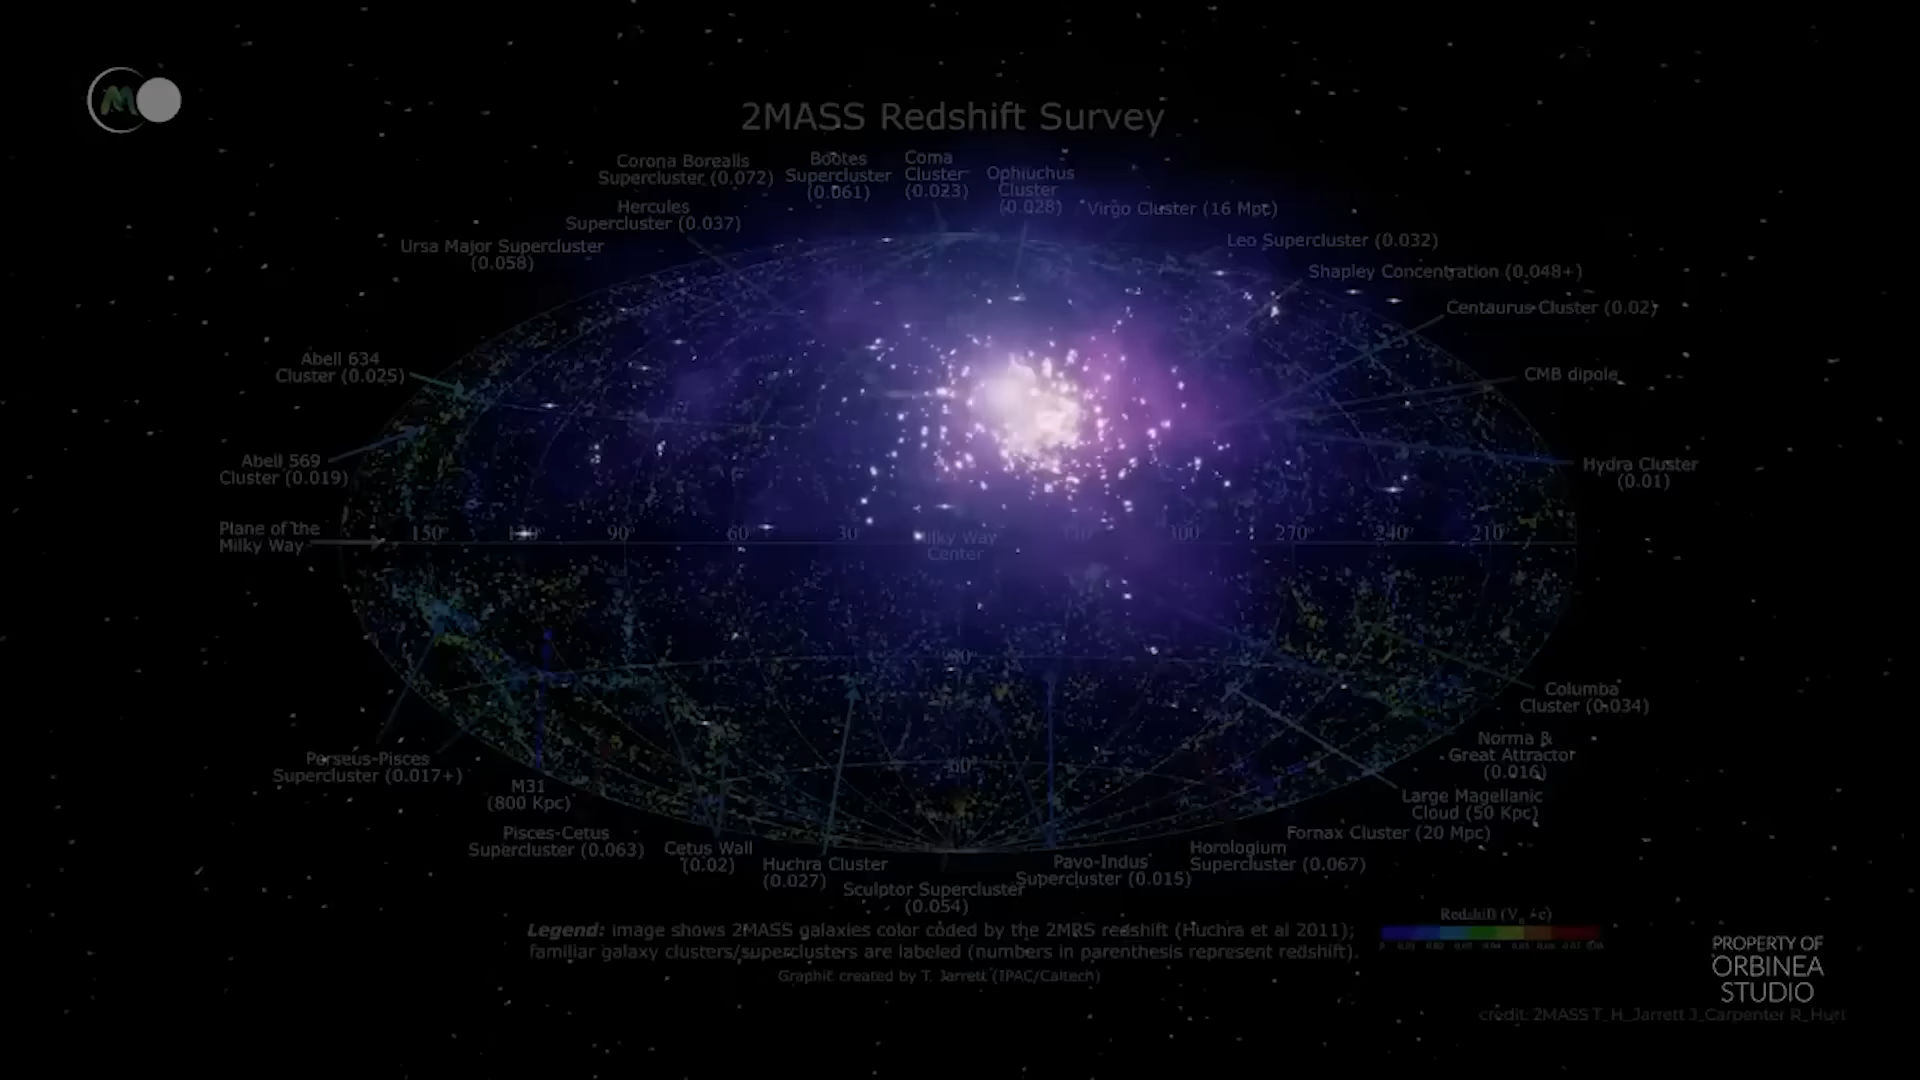 2MASS Redshift Survey
Corona Borealis
Supercluster (0.072)
Bootes
Supercluster
(0.061)
Coma
Cluster
(0.023)
Ophiuchus
Cluster
(0.028)
Virgo Cluster (16 Mpc)
Hercules
Supercluster (0.037)
Ursa Major Supercluster
(0.058)
Leo Supercluster (0.032)
Shapley Concentration (0.048+)
Centaurus Cluster (0.02)
Abell 634
Cluster (0.025)
CMB dipole
Abell 569
Cluster (0.019)
Hydra Cluster
(0.01)
Plane of the
Milky Way
150° 90° 60° 30 300 270° 240° 210
Milky Way
Center
60
Columba
Cluster (0.034)
Norma &
Great Attractor
(0.016)
Perseus-Pisces
Supercluster (0.017+)
M31
(800 Kpc)
Large Magellanic
Cloud (50 Kpc)
Pisces-Cetus
Supercluster (0.063)
Cetus Wall
(0.02)
Huchra Cluster
(0.027)
Sculptor Supercluster
(0.054)
Pavo-Indus
Supercluster (0.015)
Horologium
Supercluster (0.067)
Fornax Cluster (20 Mpc)
Legend: image shows 2MASS galaxies color coded by the 2MRS redshift (Huchra et al 2011);
familiar galaxy clusters/superclusters are labeled (numbers in parenthesis represent redshift).
Graphic created by T. Jarrett (IPAC/Caltech)
Redshift
PROPERTY OF
ORBINEA
STUDIO
credit: 2MASS T_H_Jarrett J_Carpenter R_Hurt